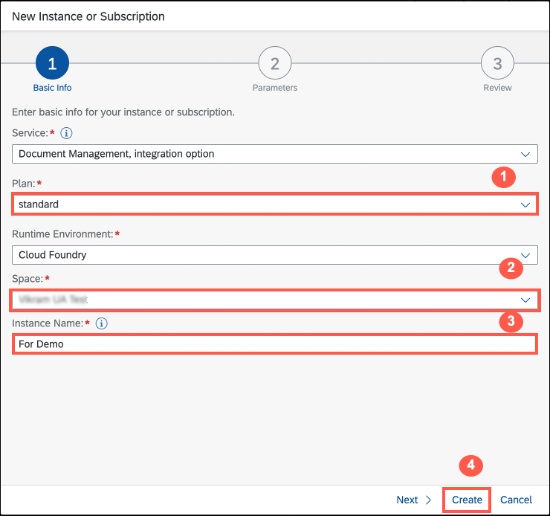 New Instance or Subscription
1 2 3
Basic Info Parameters Review
Enter basic info for your instance or subscription.
Service:* i
Document Management, integration option
Plan:* 1
standard
Runtime Environment:*
Cloud Foundry
Space:* 2
Instance Name:* i 3
For Demo
4
Next > Create Cancel